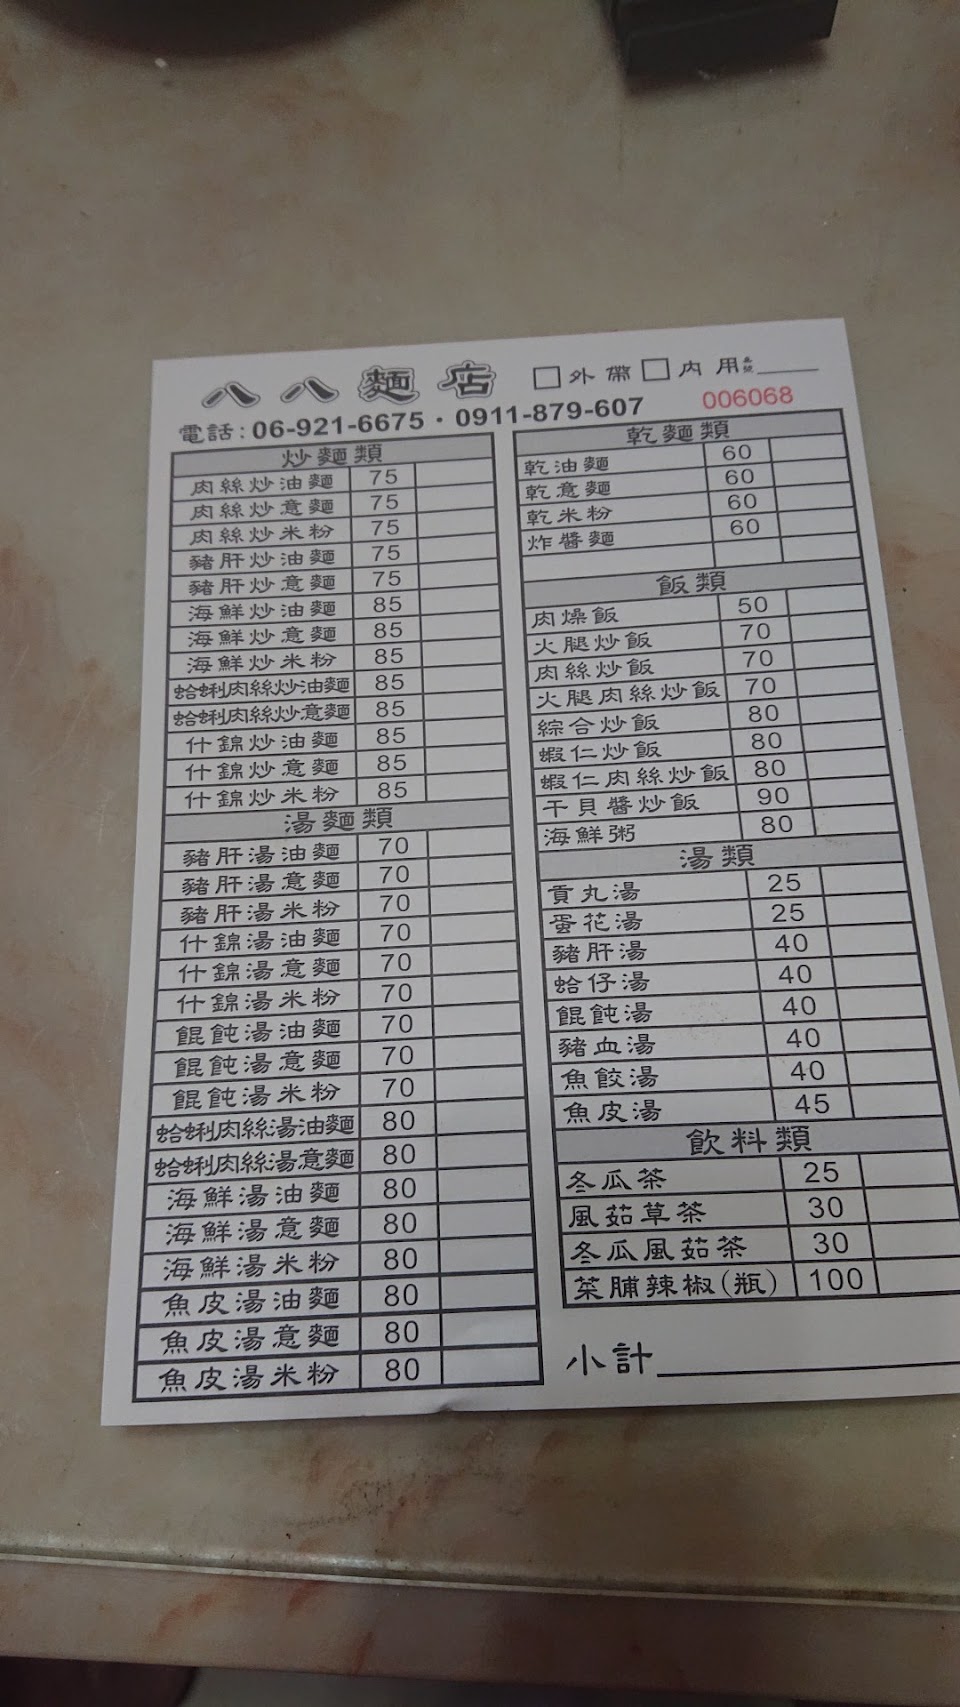 八八麵店 □外帶□內用桌號____
電話:06-921-6675·0911-879-607 006068
炒麵類
肉絲炒油麵 75
肉絲炒意麵 75
肉絲炒米粉 75
豬肝炒油麵 75
豬肝炒意麵 75
海鮮炒油麵 85
海鮮炒意麵 85
海鮮炒米粉 85
蛤蜊肉絲炒油麵 85
蛤蜊肉絲炒意麵 85
什錦炒油麵 85
什錦炒意麵 85
什錦炒米粉 85
湯麵類
豬肝湯油麵 70
豬肝湯意麵 70
豬肝湯米粉 70
什錦湯油麵 70
什錦湯意麵 70
什錦湯米粉 70
餛飩湯油麵 70
餛飩湯意麵 70
餛飩湯米粉 70
蛤蜊肉絲湯油麵 80
蛤蜊肉絲湯意麵 80
海鮮湯油麵 80
海鮮湯意麵 80
海鮮湯米粉 80
魚皮湯油麵 80
魚皮湯意麵 80
魚皮湯米粉 80
乾麵類
乾油麵 60
乾意麵 60
乾米粉 60
炸醬麵 60
飯類
肉燥飯 50
火腿炒飯 70
肉絲炒飯 70
火腿肉絲炒飯 70
綜合炒飯 80
蝦仁炒飯 80
蝦仁肉絲炒飯 80
干貝醬炒飯 90
海鮮粥 80
湯類
貢丸湯 25
蛋花湯 25
豬肝湯 40
蛤仔湯 40
餛飩湯 40
豬血湯 40
魚餃湯 40
魚皮湯 45
飲料類
冬瓜茶 25
風茹草茶 30
冬瓜風茹茶 30
菜脯辣椒(瓶) 100
小計